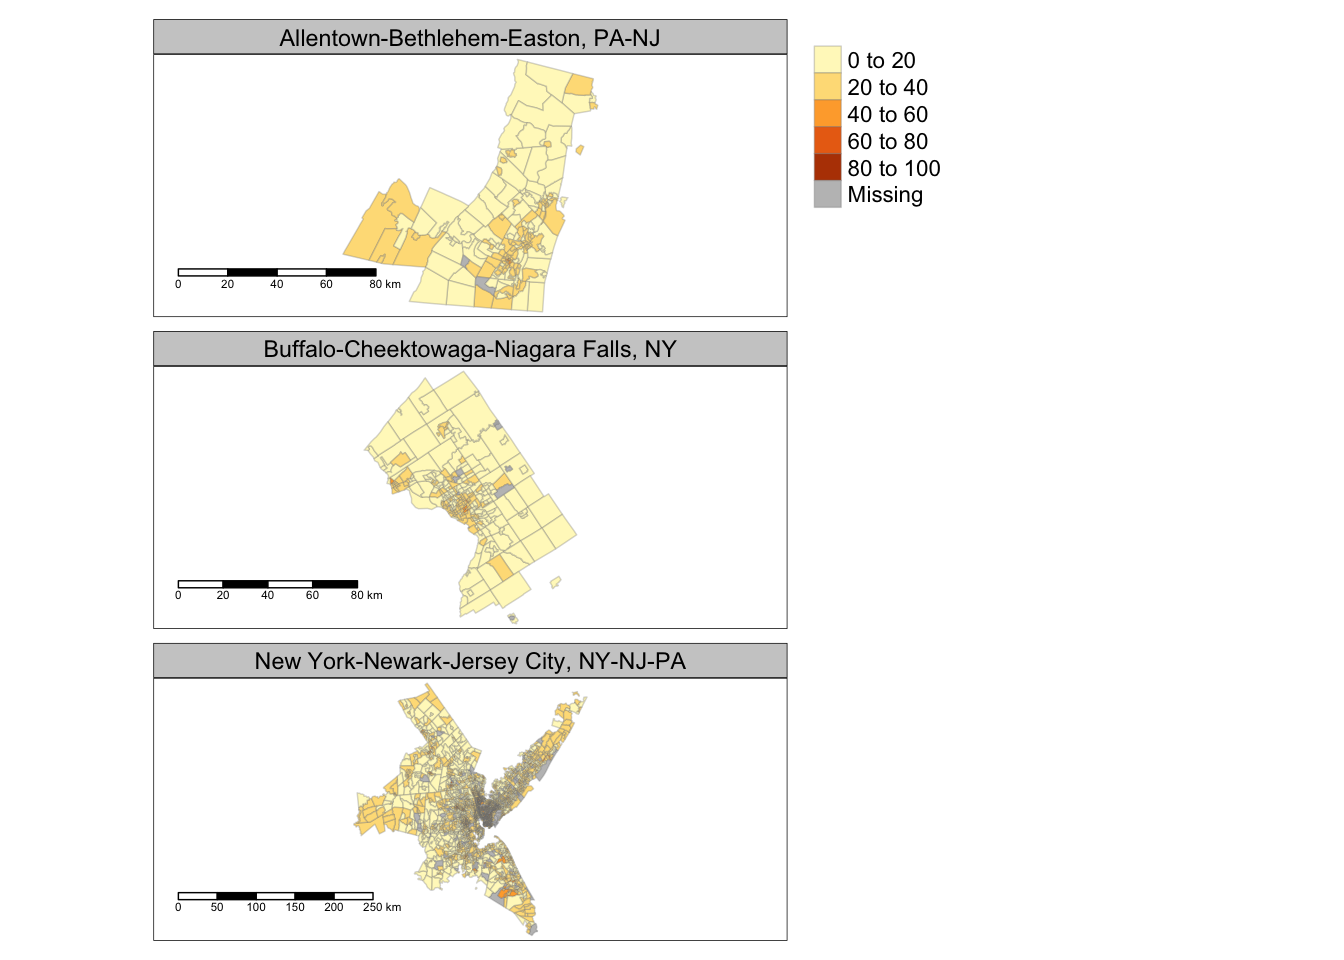 Allentown-Bethlehem-Easton, PA-NJ
0 20 40 60 80 km
Buffalo-Cheektowaga-Niagara Falls, NY
0 20 40 60 80 km
New York-Newark-Jersey City, NY-NJ-PA
0 50 100 150 200 250 km
0 to 20
20 to 40
40 to 60
60 to 80
80 to 100
Missing